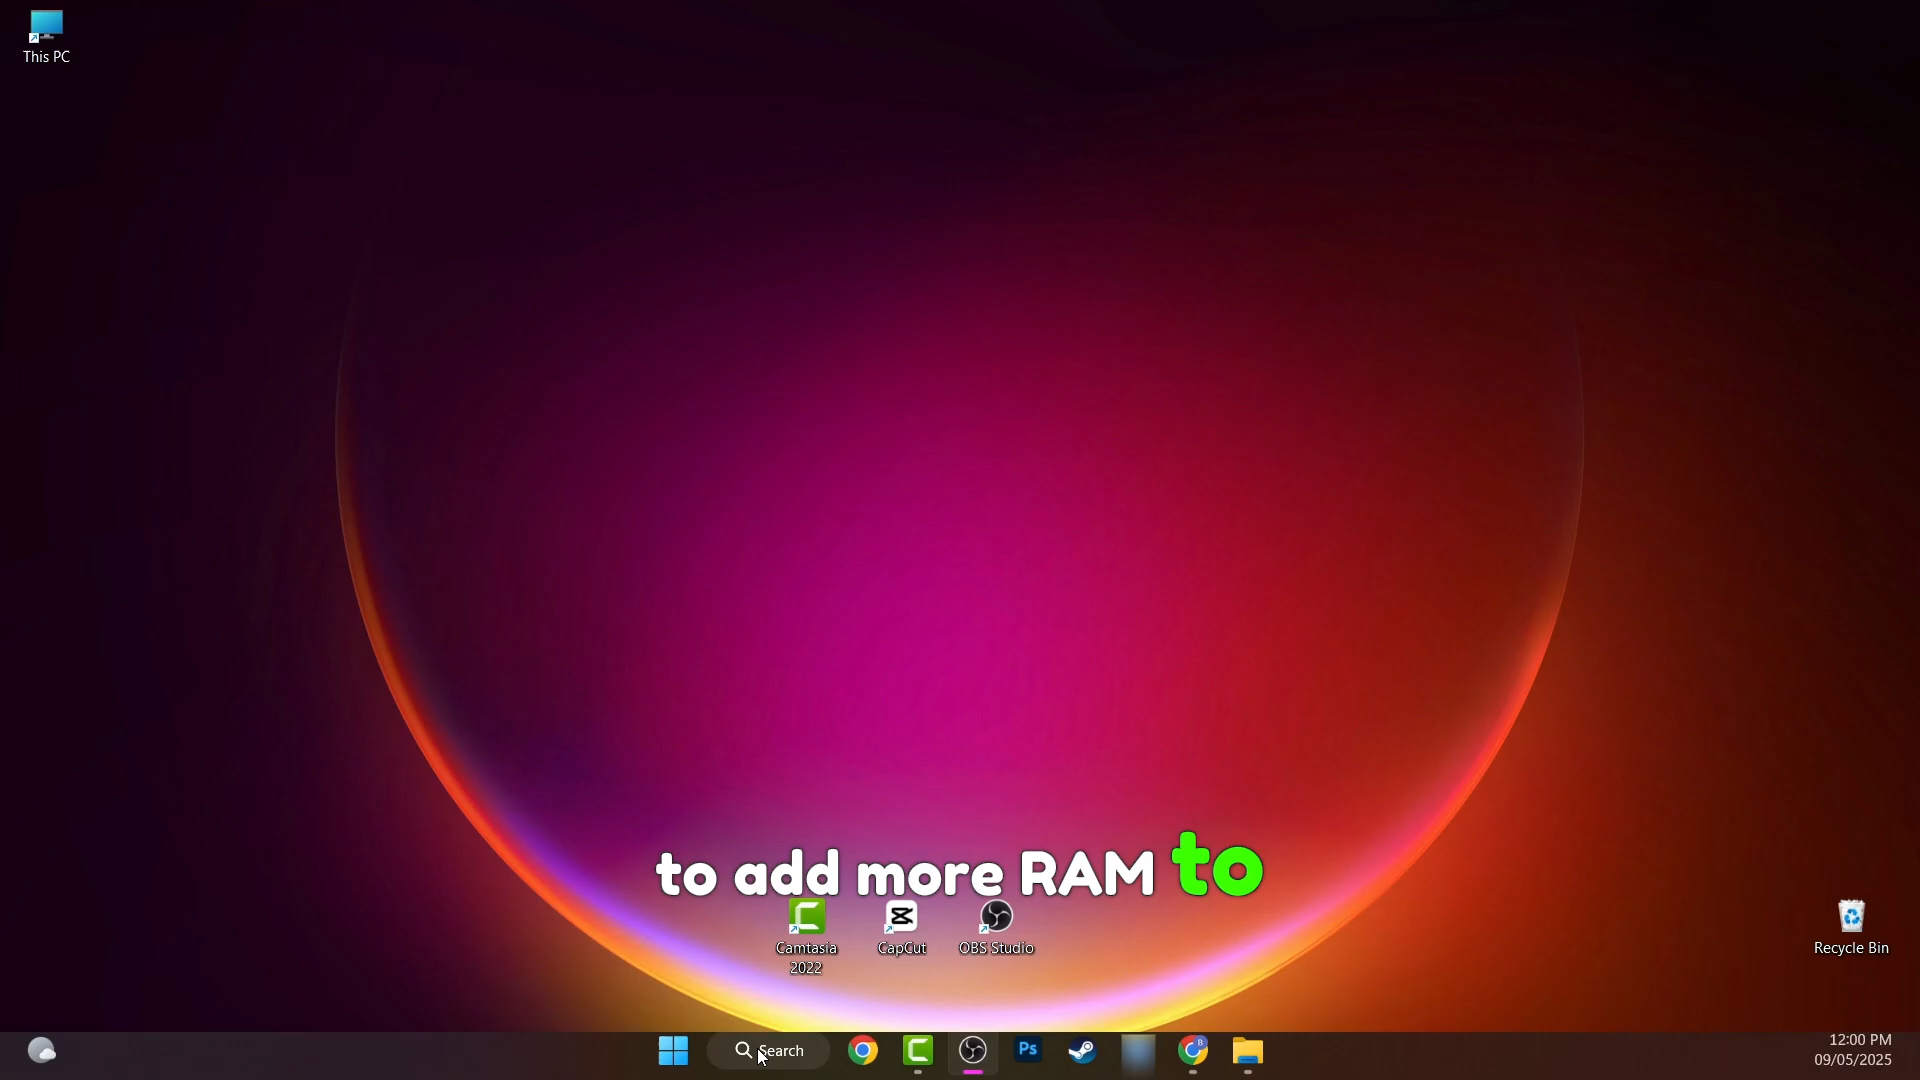 This PC
to add more RAM to
Camtasia
2022
CapCut
OBS Studio
Recycle Bin
Search
Ps
B
12:00 PM
09/05/2025